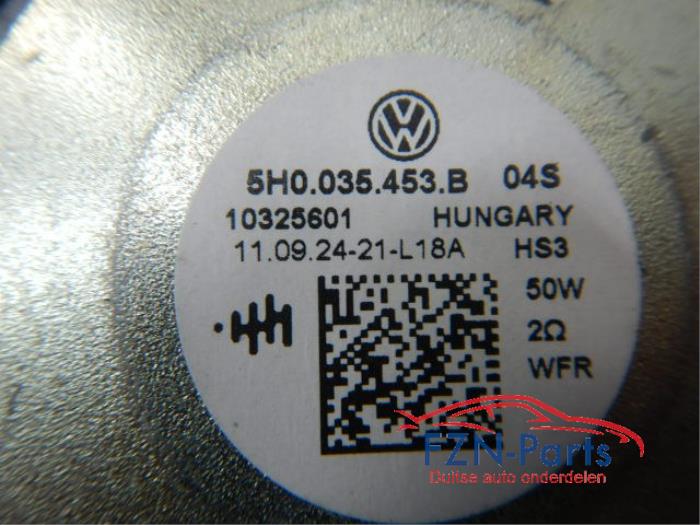 5H0.035.453.B 04S
10325601 HUNGARY
11.09.24-21-L18A HS3
50W
2Ω
WFR
FZN-Parts
Duitse auto onderdelen